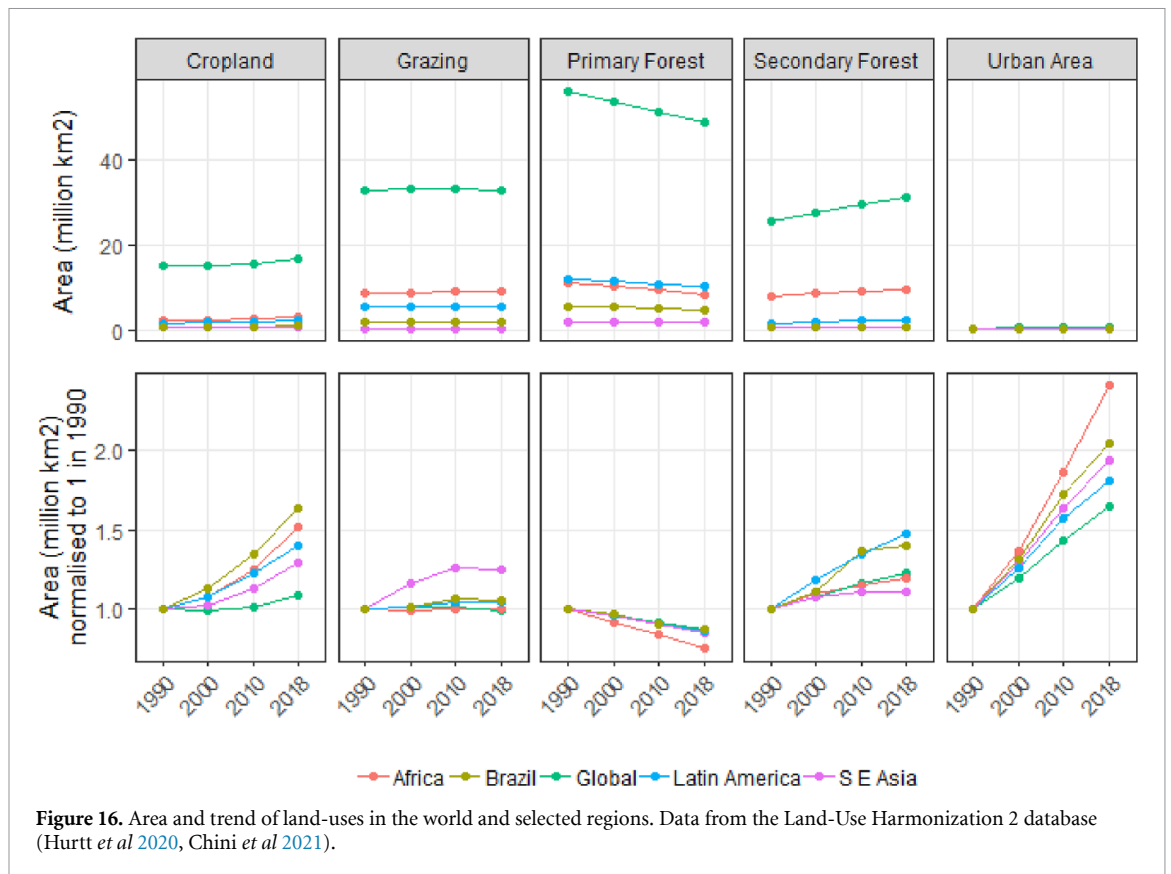 Cropland Grazing Primary Forest Secondary Forest Urban Area
Area (million km2)
40
20
0
Area (million km2)
normalised to 1 in 1990
2.0
1.5
1.0
1990 2000 2010 2018 1990 2000 2010 2018 1990 2000 2010 2018 1990 2000 2010 2018 1990 2000 2010 2018
Africa Brazil Global Latin America S E Asia
Figure 16. Area and trend of land-uses in the world and selected regions. Data from the Land-Use Harmonization 2 database
(Hurtt et al 2020, Chini et al 2021).